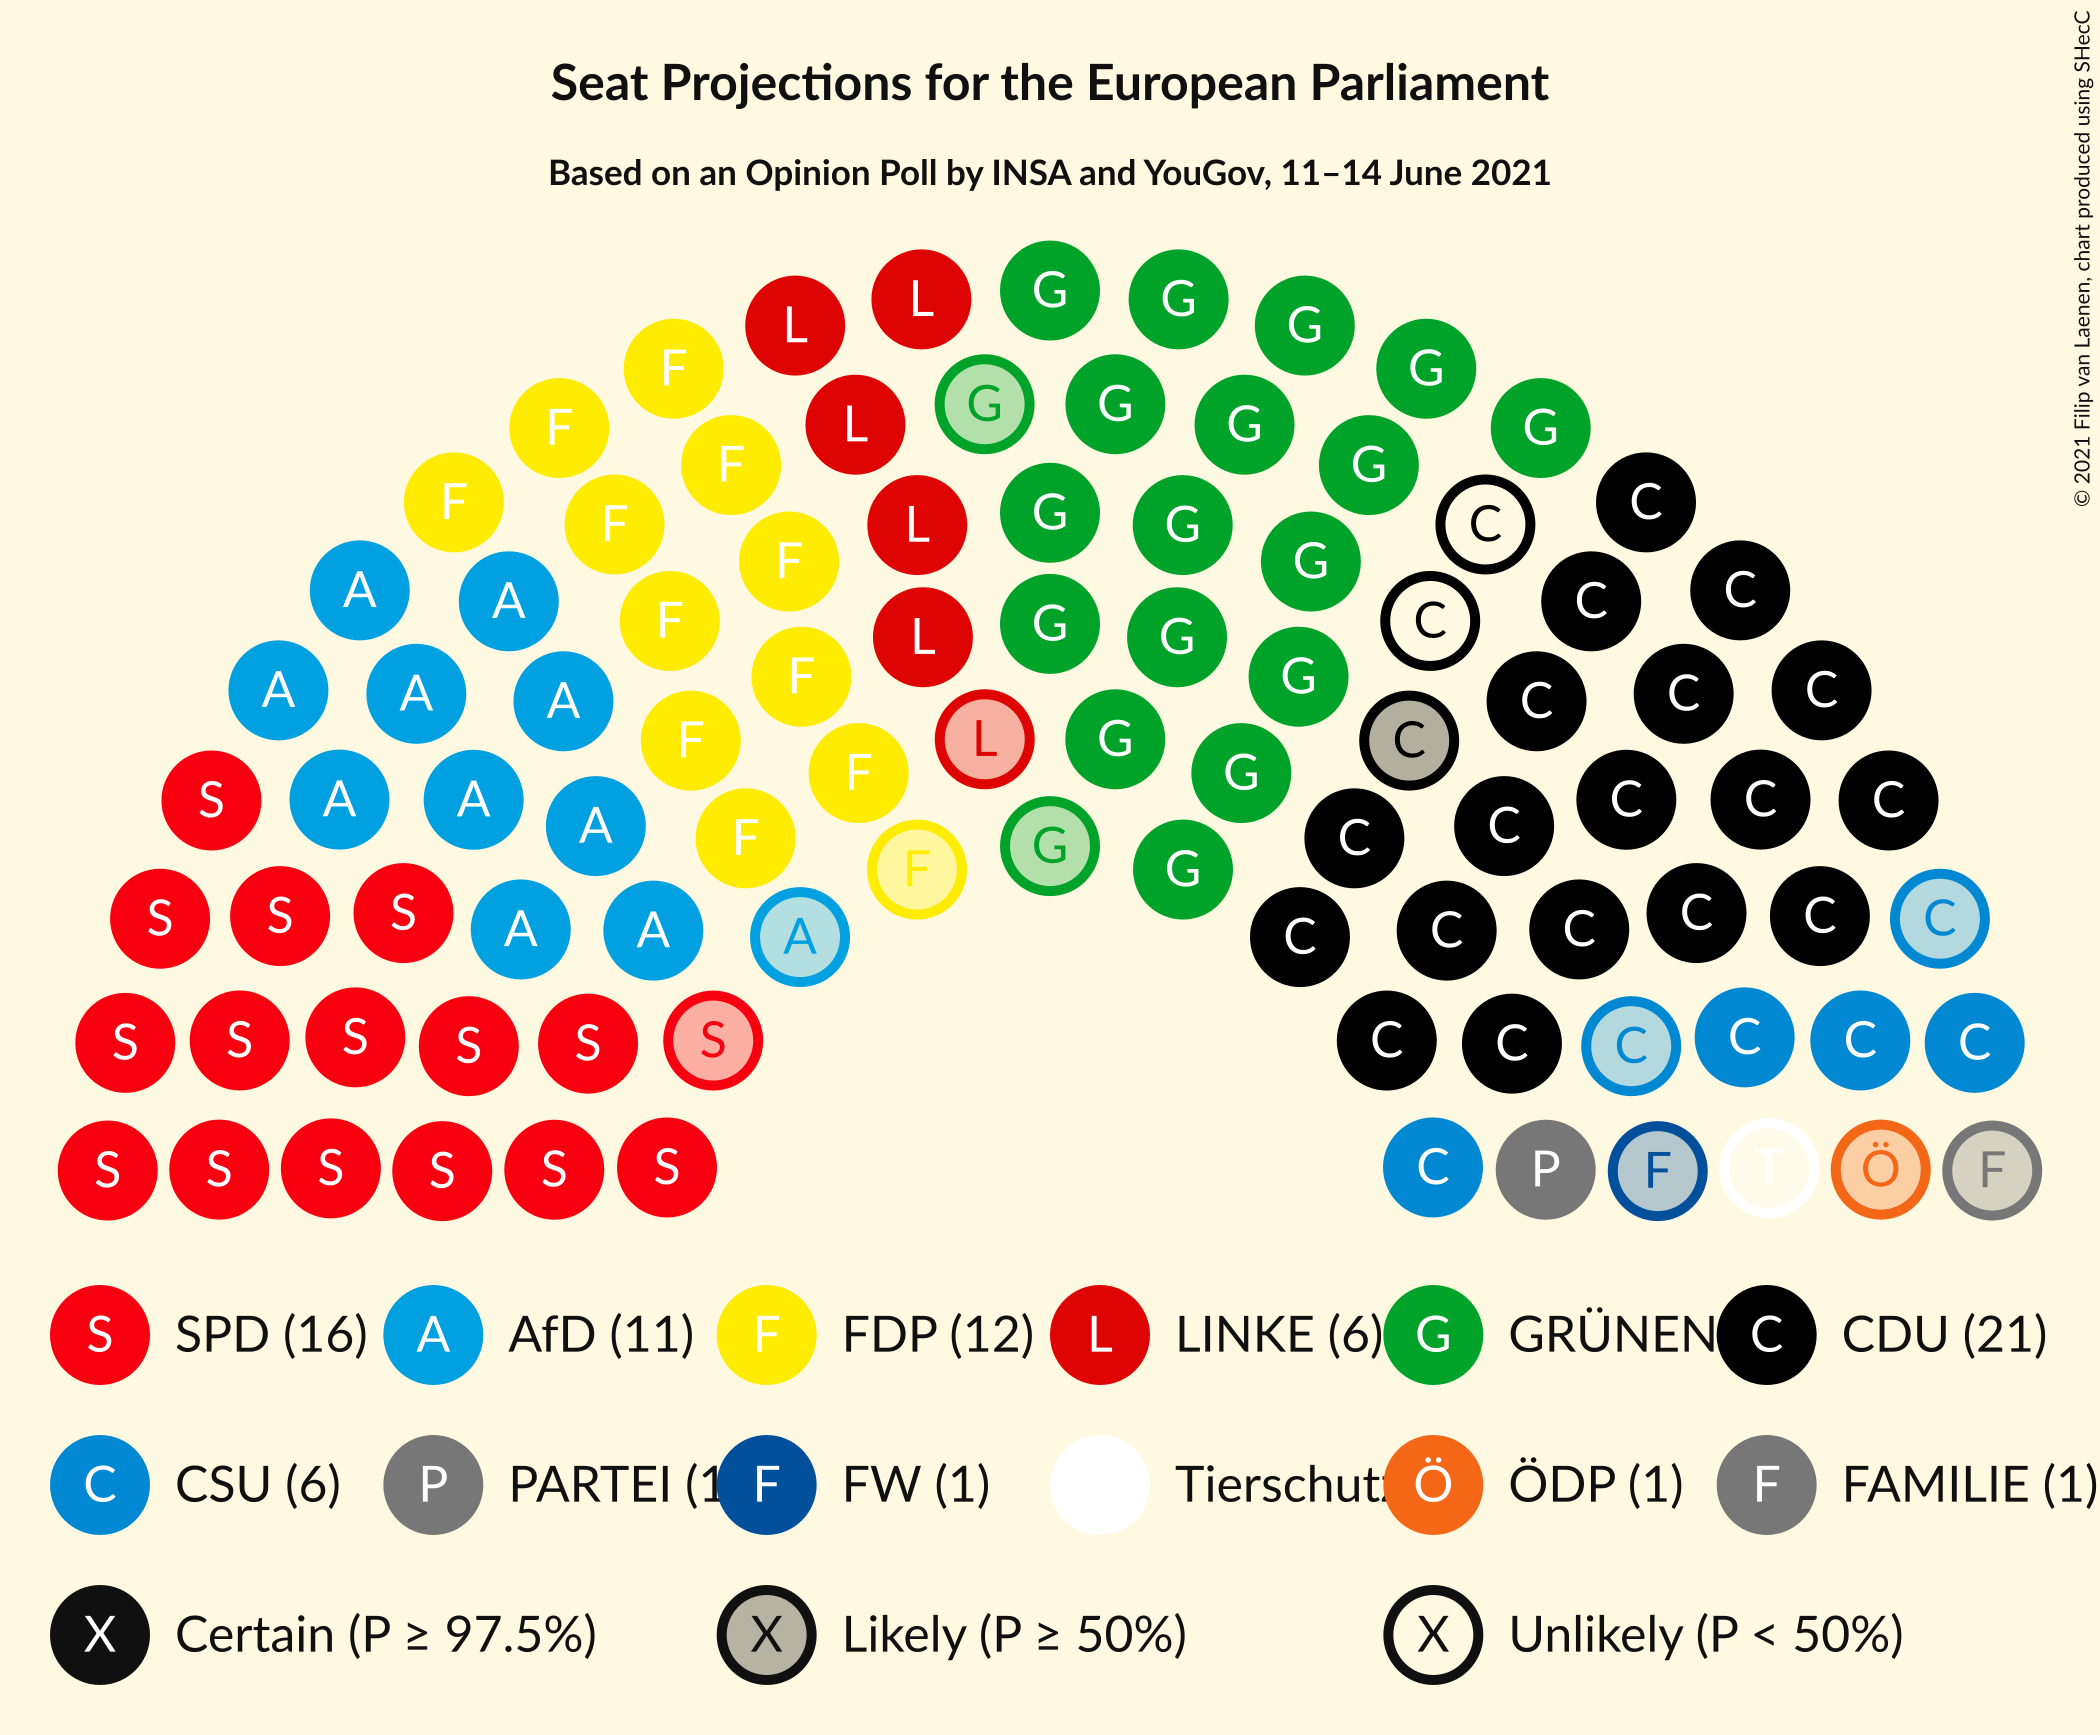 Seat Projections for the European Parliament
Based on an Opinion Poll by INSA and YouGov, 11–14 June 2021
© 2021 Filip van Laenen, chart produced using SHecC
L L G G G
F L G G G G
F F L G G G C G
F F F L G G G C C C
A A F F L G G C C C C
A A A F F F G G C C C C C
S A A A F A F G C C C C C C
S S S A A S C C C C C C
S S S S S C C C C C C
S S S S S S C P F T Ö F
S SPD (16) A AfD (11) F FDP (12) L LINKE (6) G GRÜNEN C CDU (21)
C CSU (6) P PARTEI (1 F FW (1) Tierschutz Ö ÖDP (1) F FAMILIE (1)
X Certain (P ≥ 97.5%) X Likely (P ≥ 50%) X Unlikely (P < 50%)